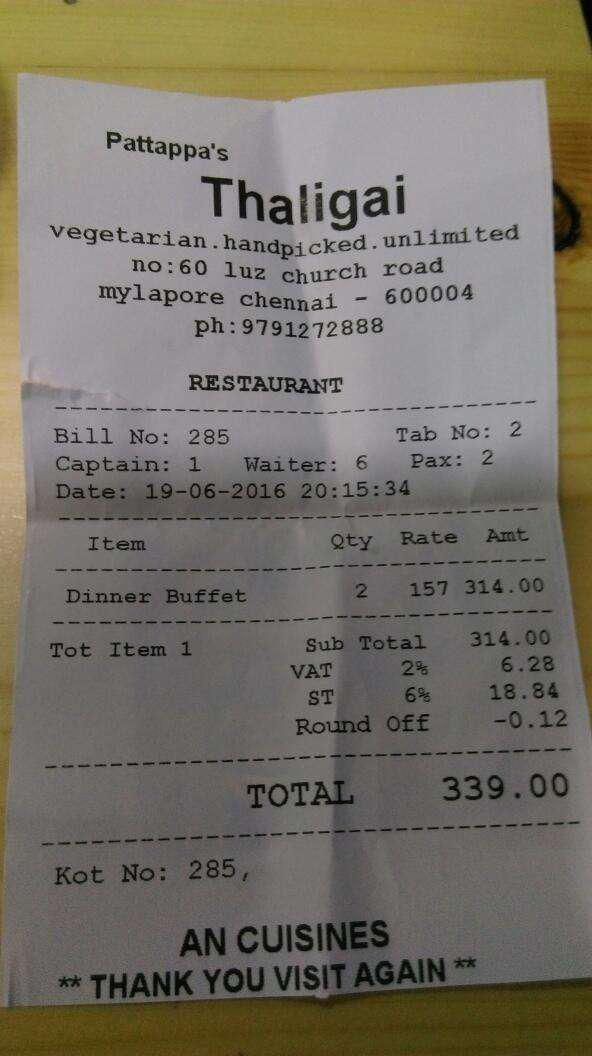 Pattappa's
Thaligai
vegetarian.handpicked.unlimited
no:60 luz church road
mylapore chennai - 600004
ph:9791272888
RESTAURANT
Bill No: 285 Tab No: 2
Captain: 1 Waiter: 6 Pax: 2
Date: 19-06-2016 20:15:34
Item Qty Rate Amt
Dinner Buffet 2 157 314.00
Tot Item 1 Sub Total 314.00
VAT 2% 6.28
ST 6% 18.84
Round Off -0.12
TOTAL 339.00
Kot No: 285,
AN CUISINES
** THANK YOU VISIT AGAIN **